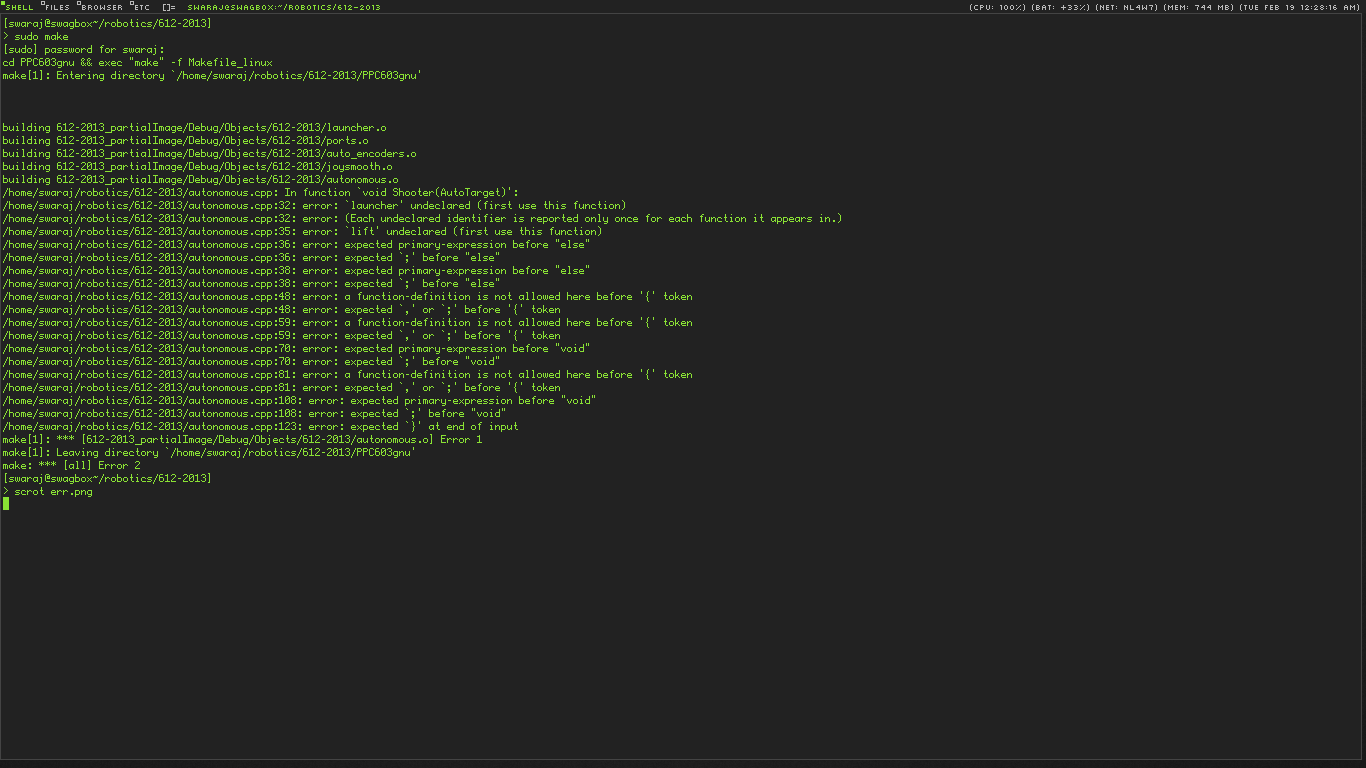 SHELL FILES BROWSER ETC []= SWARAJ@SWAGBOX:~/ROBOTICS/612-2013 (CPU: 100%) (BAT: +33%) (NET: NL4W7) (MEM: 744 MB) (TUE FEB 19 12:28:16 AM)
[swaraj@swagbox~/robotics/612-2013]
> sudo make
[sudo] password for swaraj:
cd PPC603gnu && exec "make" -f Makefile_linux
make[1]: Entering directory `/home/swaraj/robotics/612-2013/PPC603gnu'
building 612-2013_partialImage/Debug/Objects/612-2013/launcher.o
building 612-2013_partialImage/Debug/Objects/612-2013/ports.o
building 612-2013_partialImage/Debug/Objects/612-2013/auto_encoders.o
building 612-2013_partialImage/Debug/Objects/612-2013/joysmooth.o
building 612-2013_partialImage/Debug/Objects/612-2013/autonomous.o
/home/swaraj/robotics/612-2013/autonomous.cpp: In function `void Shooter(AutoTarget)':
/home/swaraj/robotics/612-2013/autonomous.cpp:32: error: `launcher' undeclared (first use this function)
/home/swaraj/robotics/612-2013/autonomous.cpp:32: error: (Each undeclared identifier is reported only once for each function it appears in.)
/home/swaraj/robotics/612-2013/autonomous.cpp:35: error: `lift' undeclared (first use this function)
/home/swaraj/robotics/612-2013/autonomous.cpp:36: error: expected primary-expression before "else"
/home/swaraj/robotics/612-2013/autonomous.cpp:36: error: expected `;' before "else"
/home/swaraj/robotics/612-2013/autonomous.cpp:38: error: expected primary-expression before "else"
/home/swaraj/robotics/612-2013/autonomous.cpp:38: error: expected `;' before "else"
/home/swaraj/robotics/612-2013/autonomous.cpp:48: error: a function-definition is not allowed here before '{' token
/home/swaraj/robotics/612-2013/autonomous.cpp:48: error: expected `,' or `;' before '{' token
/home/swaraj/robotics/612-2013/autonomous.cpp:59: error: a function-definition is not allowed here before '{' token
/home/swaraj/robotics/612-2013/autonomous.cpp:59: error: expected `,' or `;' before '{' token
/home/swaraj/robotics/612-2013/autonomous.cpp:70: error: expected primary-expression before "void"
/home/swaraj/robotics/612-2013/autonomous.cpp:70: error: expected `;' before "void"
/home/swaraj/robotics/612-2013/autonomous.cpp:81: error: a function-definition is not allowed here before '{' token
/home/swaraj/robotics/612-2013/autonomous.cpp:81: error: expected `,' or `;' before '{' token
/home/swaraj/robotics/612-2013/autonomous.cpp:108: error: expected primary-expression before "void"
/home/swaraj/robotics/612-2013/autonomous.cpp:108: error: expected `;' before "void"
/home/swaraj/robotics/612-2013/autonomous.cpp:123: error: expected `}' at end of input
make[1]: *** [612-2013_partialImage/Debug/Objects/612-2013/autonomous.o] Error 1
make[1]: Leaving directory `/home/swaraj/robotics/612-2013/PPC603gnu'
make: *** [all] Error 2
[swaraj@swagbox~/robotics/612-2013]
> scrot err.png